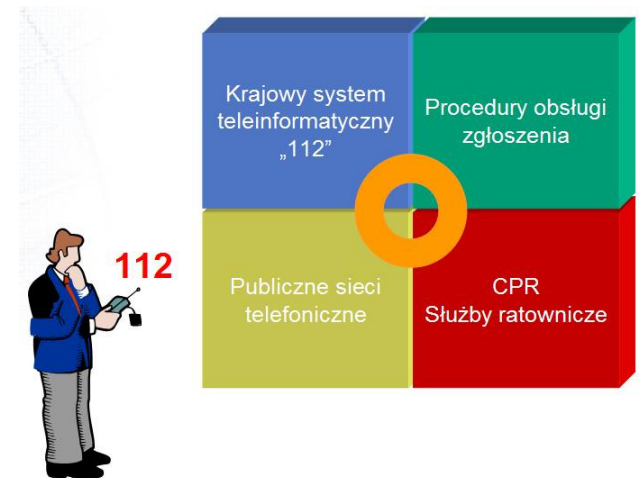 Krajowy system
teleinformatyczny
„112”
Procedury obsługi
zgłoszenia
112
Publiczne sieci
telefoniczne
CPR
Służby ratownicze